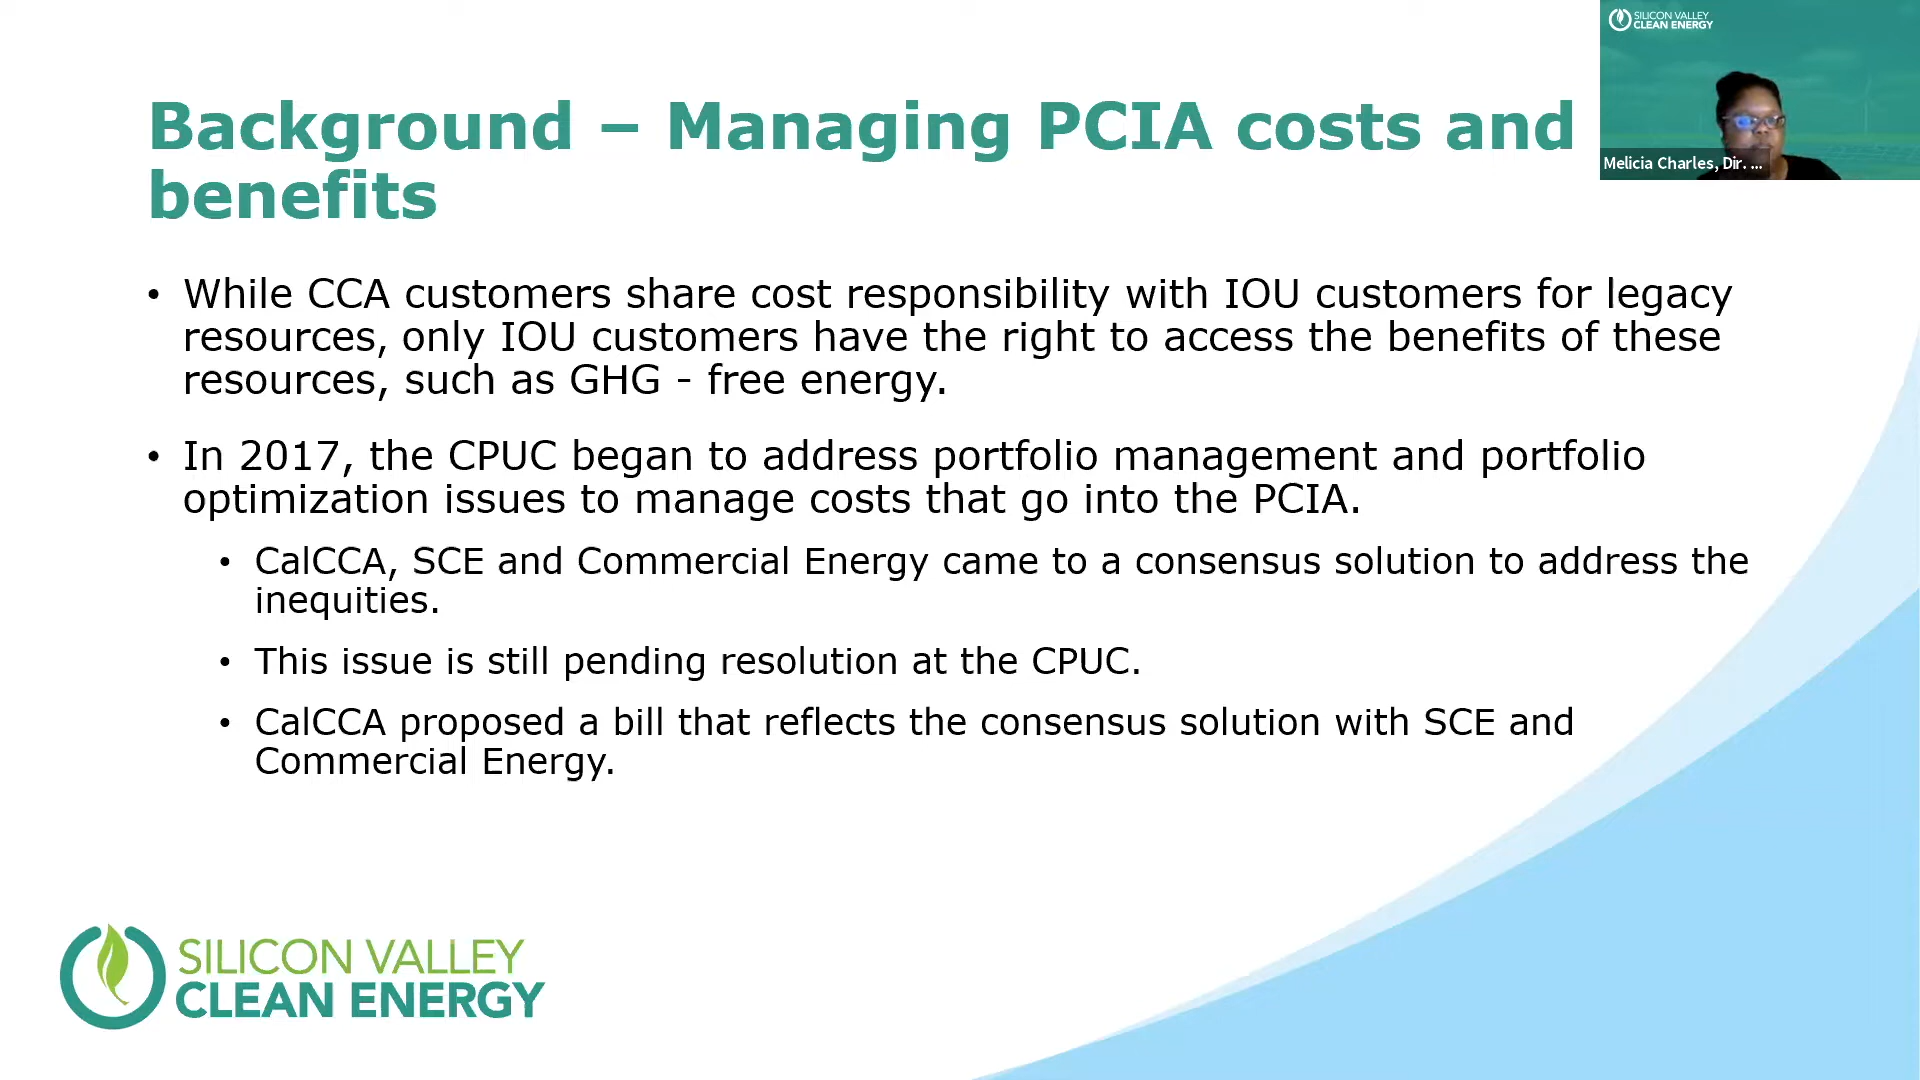 SILICON VALLEY
CLEAN ENERGY
Melicia Charles, Dir. ...
Background – Managing PCIA costs and
benefits
• While CCA customers share cost responsibility with IOU customers for legacy
resources, only IOU customers have the right to access the benefits of these
resources, such as GHG - free energy.
• In 2017, the CPUC began to address portfolio management and portfolio
optimization issues to manage costs that go into the PCIA.
• CalCCA, SCE and Commercial Energy came to a consensus solution to address the
inequities.
• This issue is still pending resolution at the CPUC.
• CalCCA proposed a bill that reflects the consensus solution with SCE and
Commercial Energy.
SILICON VALLEY
CLEAN ENERGY